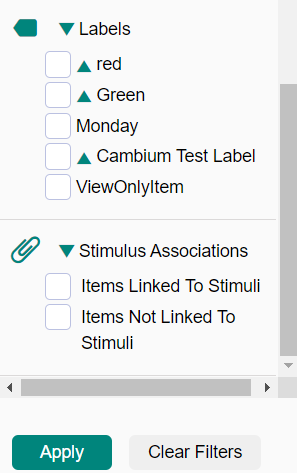 Labels
red
Green
Monday
Cambium Test Label
ViewOnlyItem
Stimulus Associations
Items Linked To Stimuli
Items Not Linked To
Stimuli
Apply Clear Filters